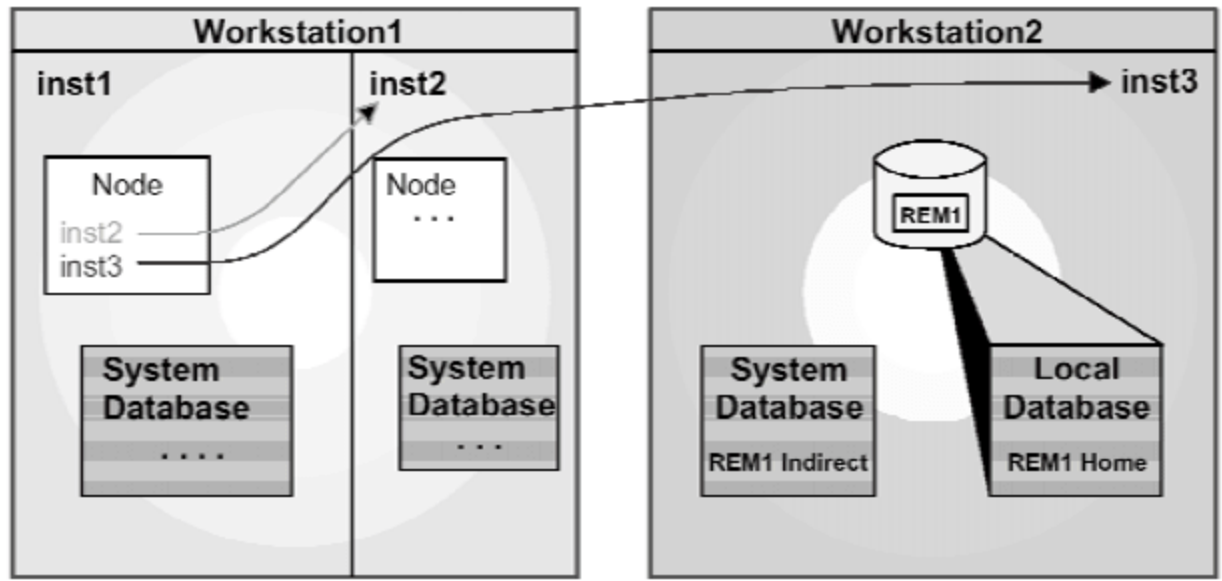 Workstation1
inst1
inst2
Node
inst2
inst3
Node
. . .
System
Database
. . . .
System
Database
. . .
Workstation2
inst3
REM1
System
Database
REM1 Indirect
Local
Database
REM1 Home